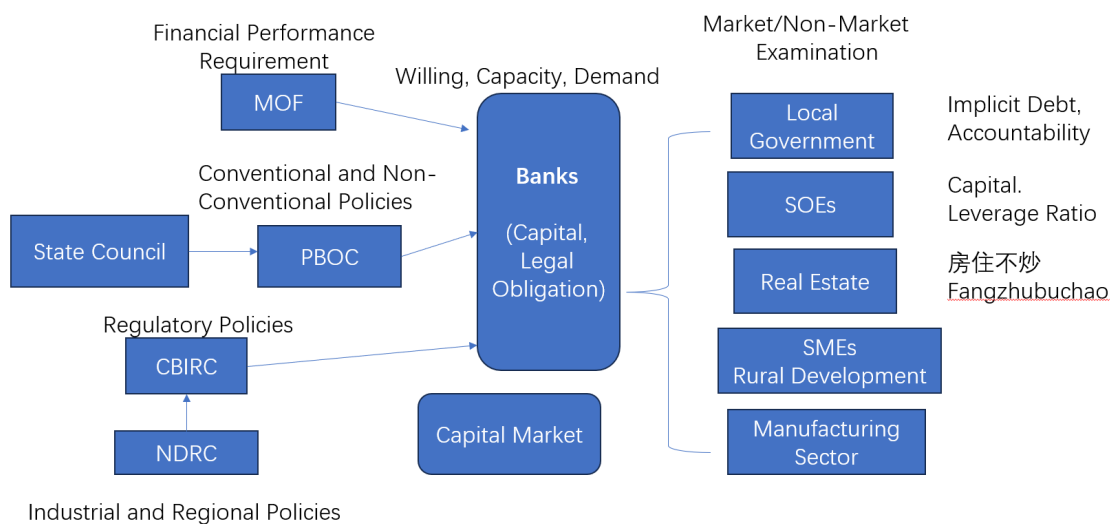 Financial Performance
Requirement
MOF
Willing, Capacity, Demand
Market/Non-Market
Examination
Conventional and Non-
Conventional Policies
State Council
PBOC
Regulatory Policies
CBIRC
NDRC
Industrial and Regional Policies
Banks
(Capital,
Legal
Obligation)
Capital Market
Local
Government
Implicit Debt,
Accountability
SOEs
Capital.
Leverage Ratio
Real Estate
房住不炒
Fangzhubuchao
SMEs
Rural Development
Manufacturing
Sector